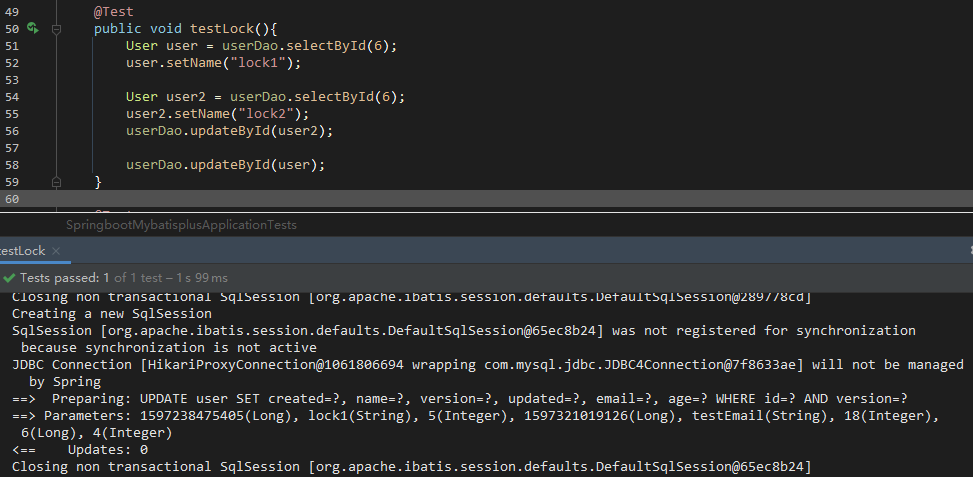 49 @Test
50 public void testLock(){
51 User user = userDao.selectById(6);
52 user.setName("lock1");
53
54 User user2 = userDao.selectById(6);
55 user2.setName("lock2");
56 userDao.updateById(user2);
57
58 userDao.updateById(user);
59 }
60
SpringbootMybatisplusApplicationTests
testLock ×
Tests passed: 1 of 1 test – 1 s 99 ms
Closing non transactional SqlSession [org.apache.ibatis.session.defaults.DefaultSqlSession@289778cd]
Creating a new SqlSession
SqlSession [org.apache.ibatis.session.defaults.DefaultSqlSession@65ec8b24] was not registered for synchronization
because synchronization is not active
JDBC Connection [HikariProxyConnection@1061806694 wrapping com.mysql.jdbc.JDBC4Connection@7f8633ae] will not be managed
by Spring
==>  Preparing: UPDATE user SET created=?, name=?, version=?, updated=?, email=?, age=? WHERE id=? AND version=?
==> Parameters: 1597238475405(Long), lock1(String), 5(Integer), 1597321019126(Long), testEmail(String), 18(Integer),
6(Long), 4(Integer)
<==    Updates: 0
Closing non transactional SqlSession [org.apache.ibatis.session.defaults.DefaultSqlSession@65ec8b24]